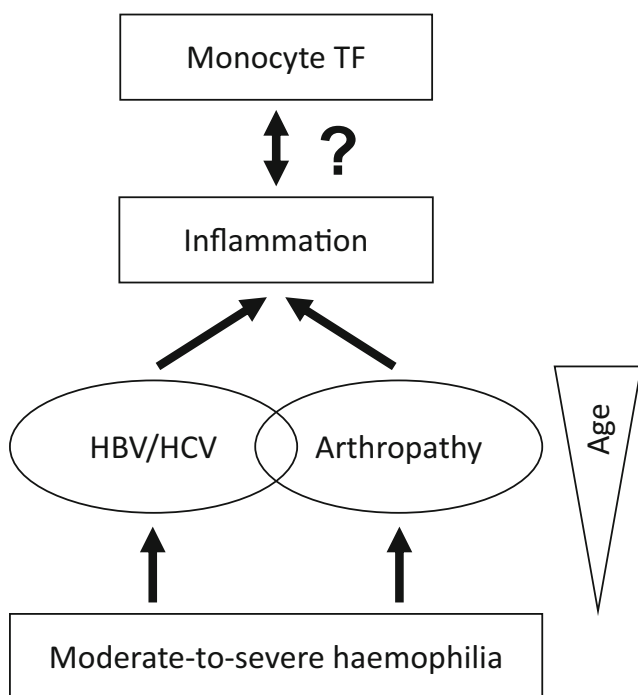 Monocyte TF
?
Inflammation
HBV/HCV
Arthropathy
Age
Moderate-to-severe haemophilia